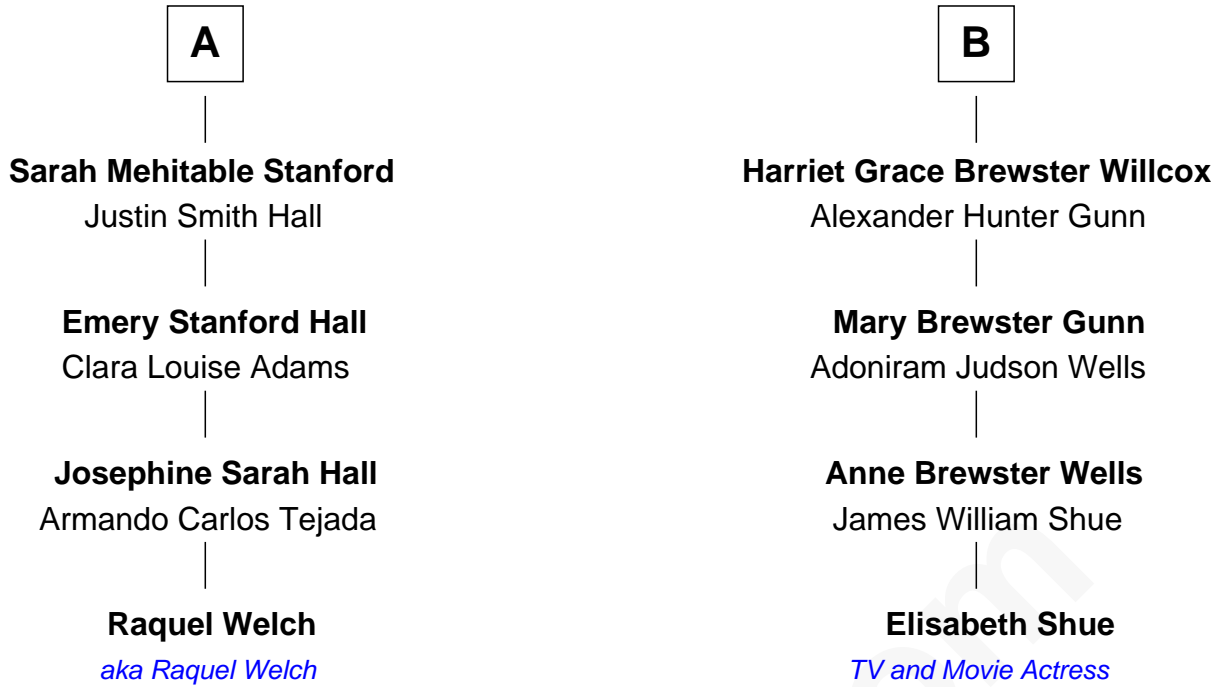 A
Sarah Mehitable Stanford
Justin Smith Hall
Emery Stanford Hall
Clara Louise Adams
Josephine Sarah Hall
Armando Carlos Tejada
Raquel Welch
aka Raquel Welch
B
Harriet Grace Brewster Willcox
Alexander Hunter Gunn
Mary Brewster Gunn
Adoniram Judson Wells
Anne Brewster Wells
James William Shue
Elisabeth Shue
TV and Movie Actress